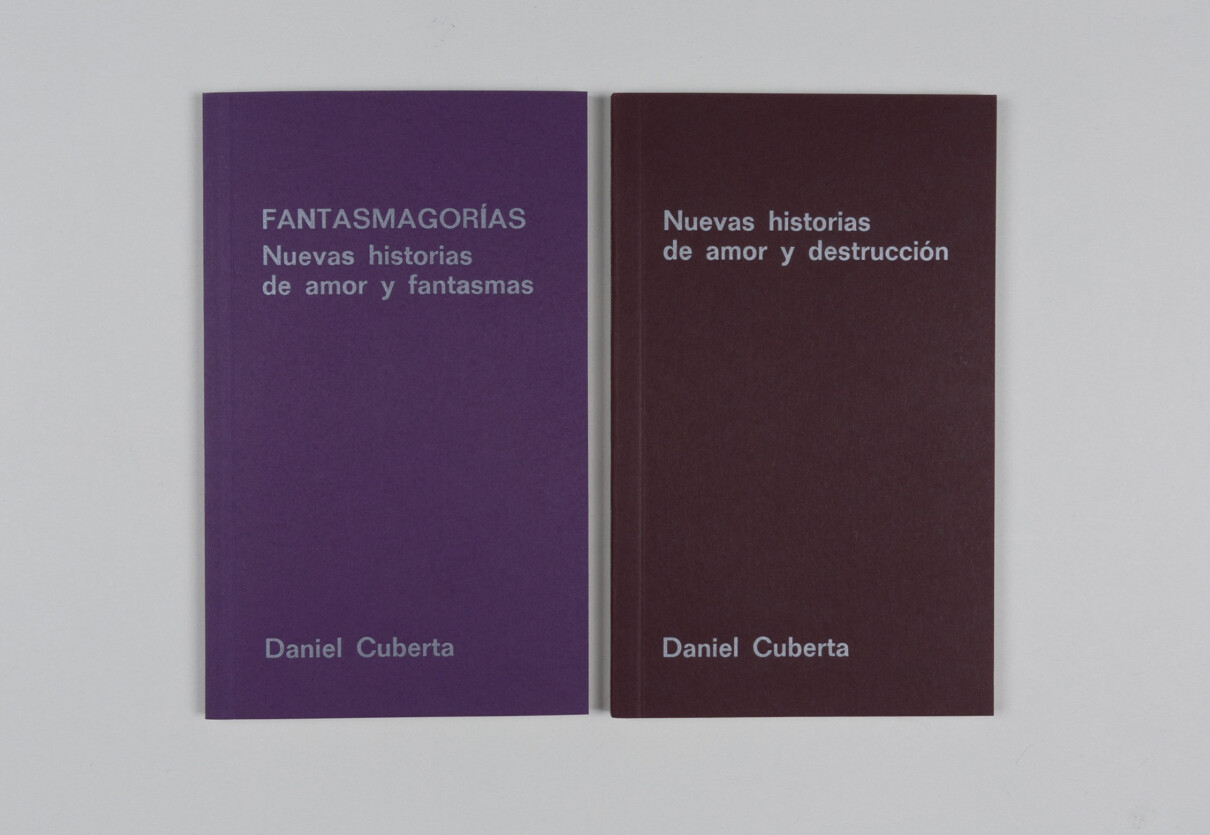 FANTASMAGORÍAS
Nuevas historias
de amor y fantasmas
Daniel Cuberta
Nuevas historias
de amor y destrucción
Daniel Cuberta